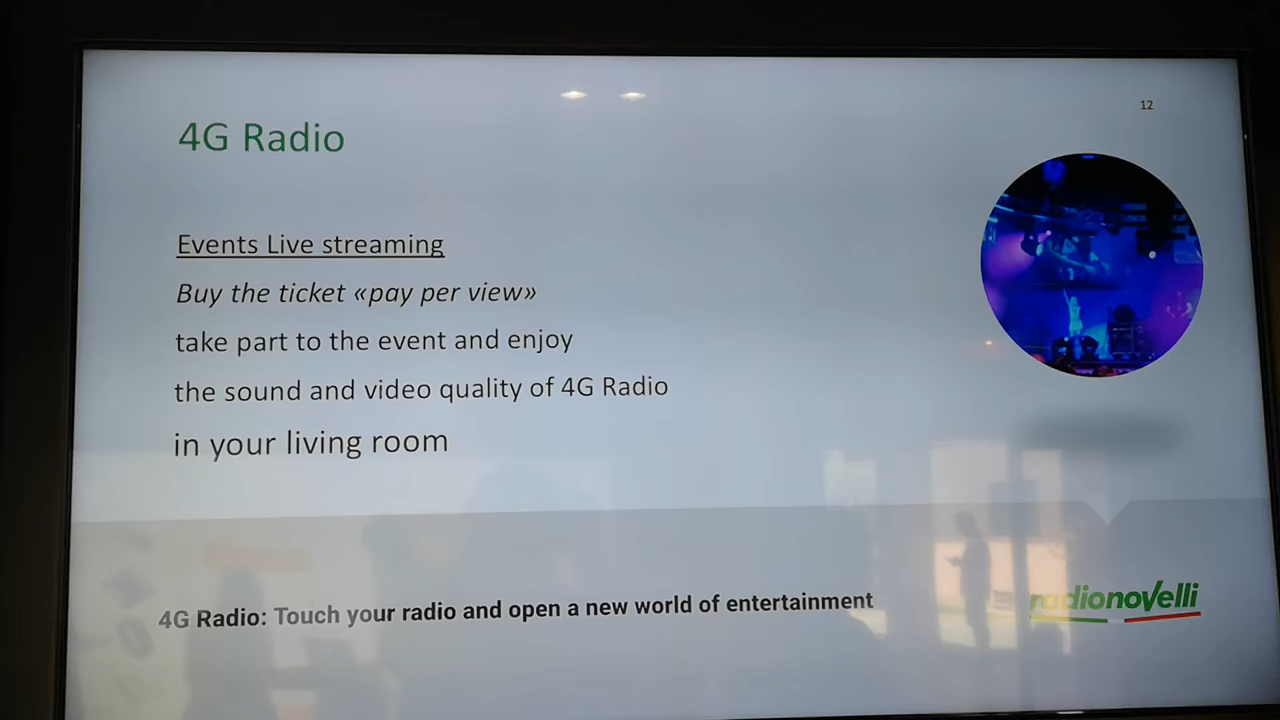 12
4G Radio
Events Live streaming
Buy the ticket «pay per view»
take part to the event and enjoy
the sound and video quality of 4G Radio
in your living room
4G Radio: Touch your radio and open a new world of entertainment
radionovelli